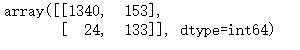 array([[1340,  153],
       [  24,  133]], dtype=int64)